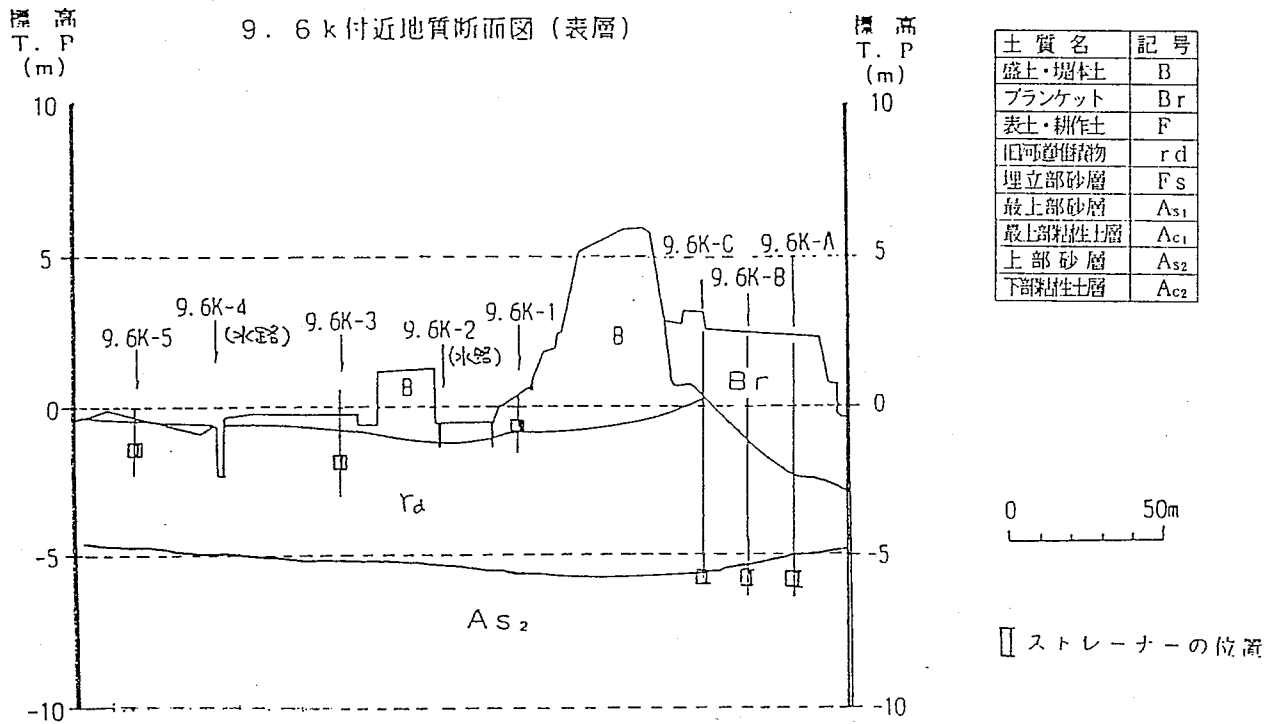 9.6k付近地質断面図(表層)
標高
T.P
(m)
標高
T.P
(m)
10
5
0
-5
-10
10
5
0
-5
-10
9.6K-5
9.6K-4
(水路)
9.6K-3
9.6K-2
(水路)
9.6K-1
9.6K-C
9.6K-B
9.6K-A
B
B
Br
rd
As2
土質名 記号
盛土・堤体土 B
ブランケット Br
表土・耕作土 F
旧河道堆積物 rd
埋立部砂層 Fs
最上部砂層 As1
最上部粘性土層 Ac1
上部砂層 As2
下部粘性土層 Ac2
0 50m
ストレーナーの位置